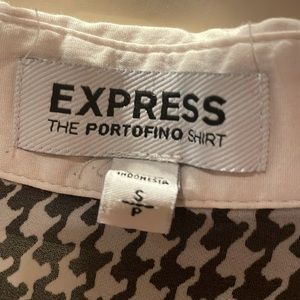 EXPRESS
THE PORTOFINO SHIRT
INDONESIA
S
P